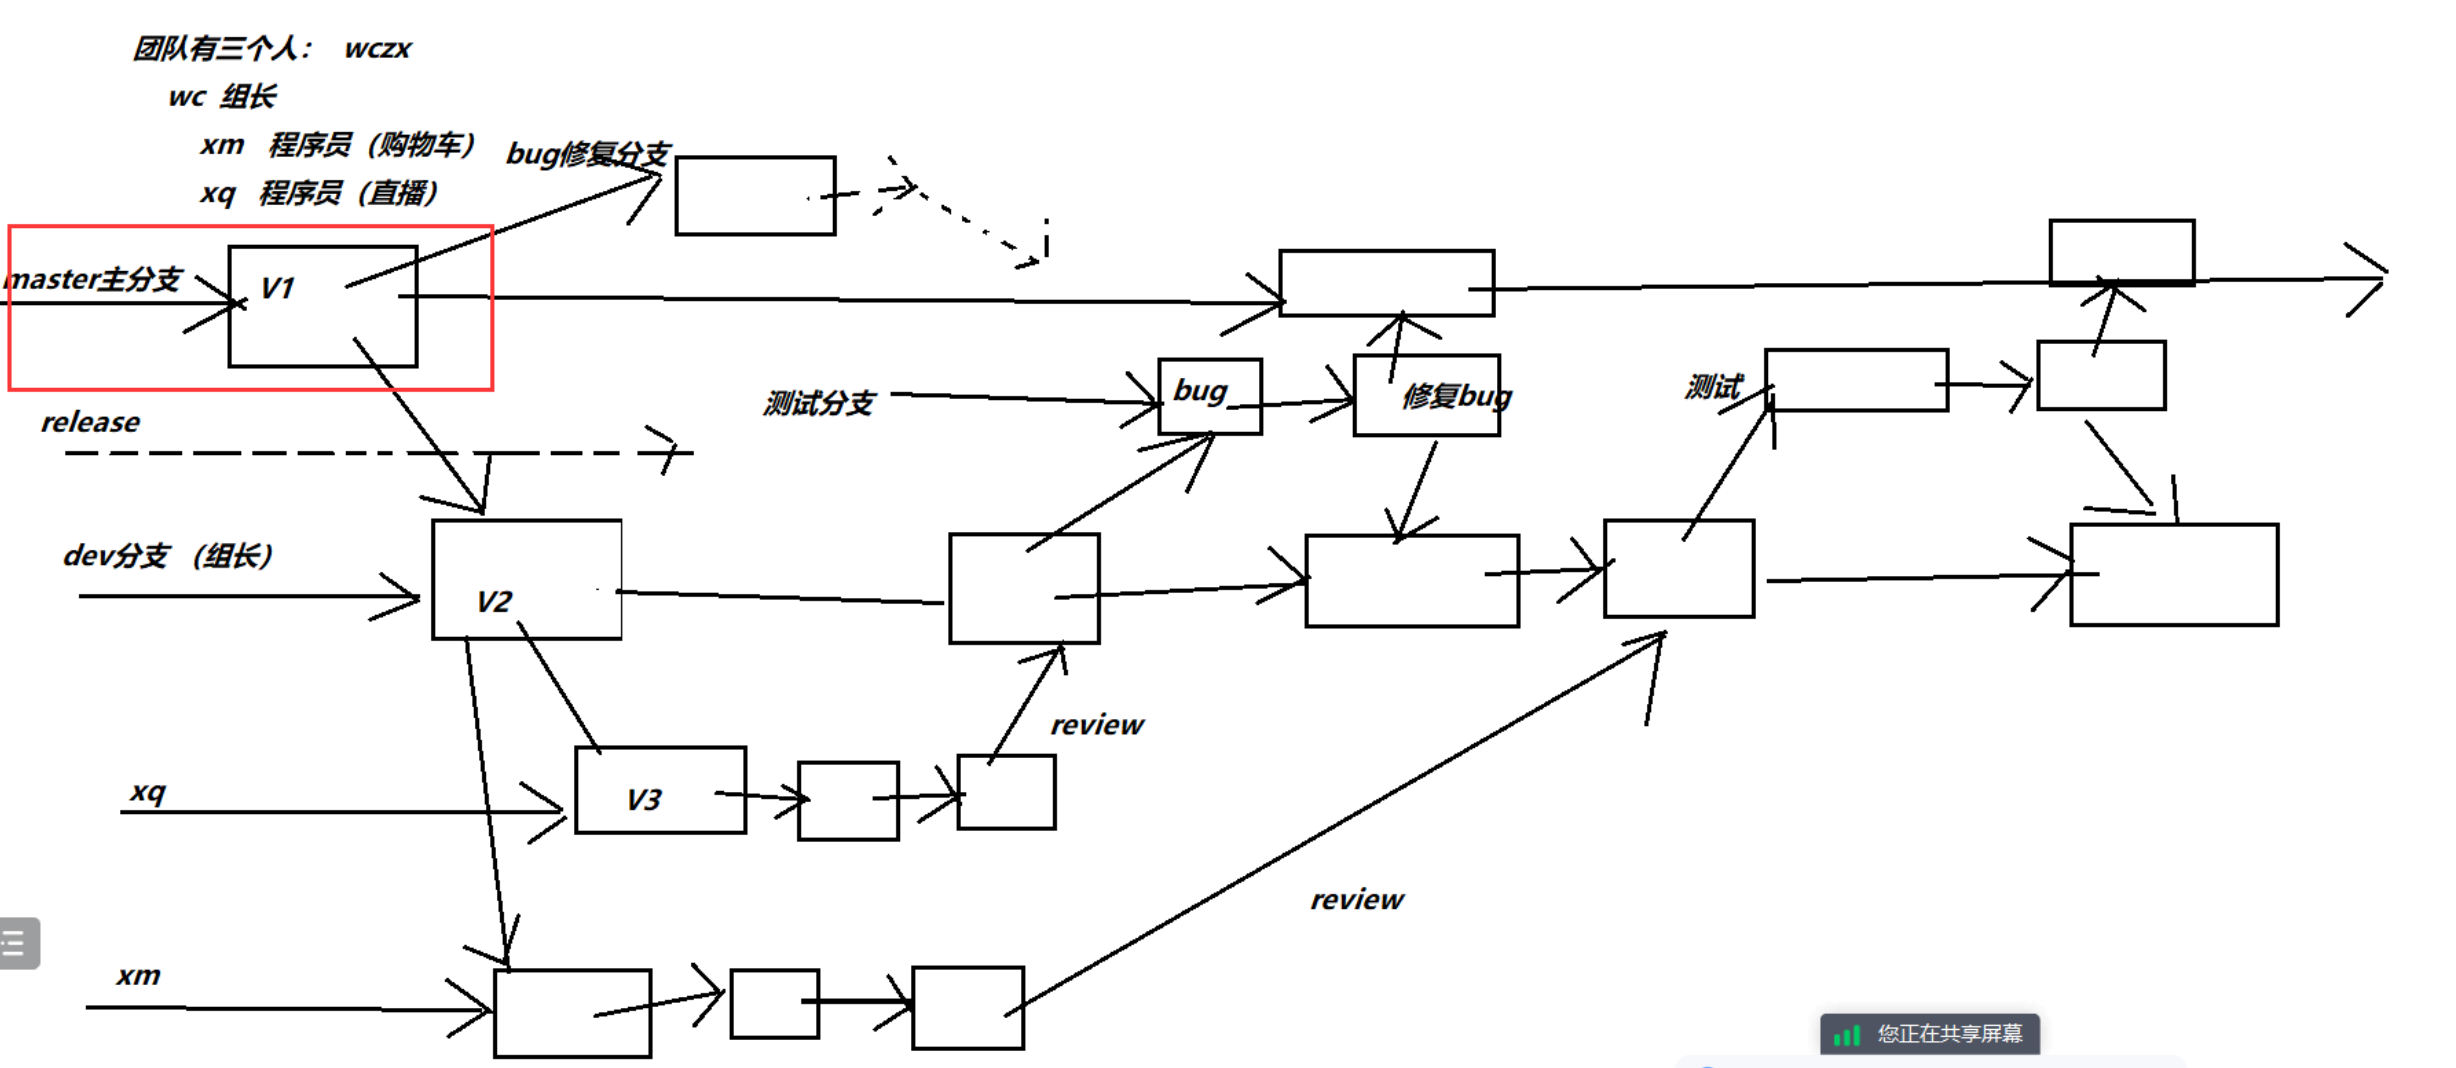 团队有三个人： wczx
wc 组长
xm 程序员（购物车）
xq 程序员（直播）
bug修复分支
master主分支
V1
release
测试分支
bug
修复bug
测试
dev分支 （组长）
V2
review
xq
V3
review
xm
您正在共享屏幕